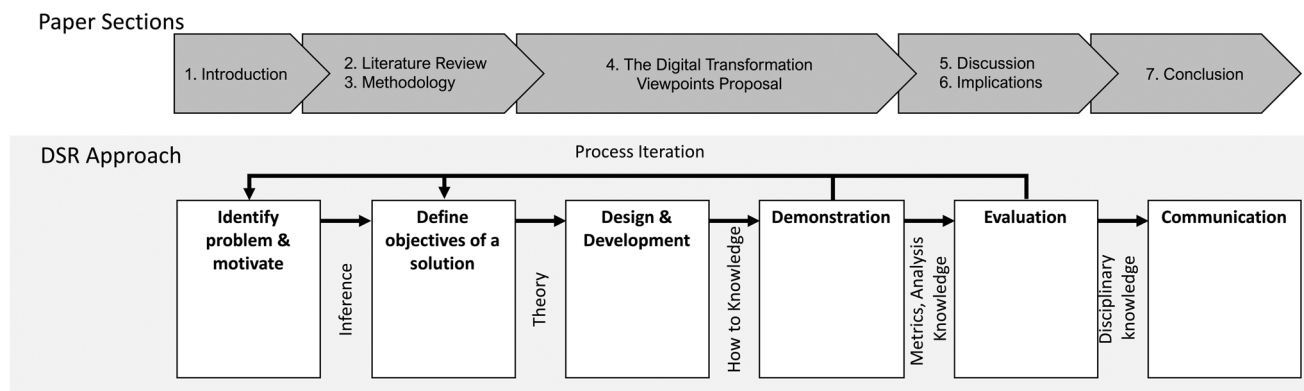 Paper Sections
1. Introduction
2. Literature Review
3. Methodology
4. The Digital Transformation
Viewpoints Proposal
5. Discussion
6. Implications
7. Conclusion
DSR Approach
Process Iteration
Identify
problem &
motivate
Inference
Define
objectives of a
solution
Theory
Design &
Development
How to Knowledge
Demonstration
Metrics, Analysis
Knowledge
Evaluation
Disciplinary
knowledge
Communication